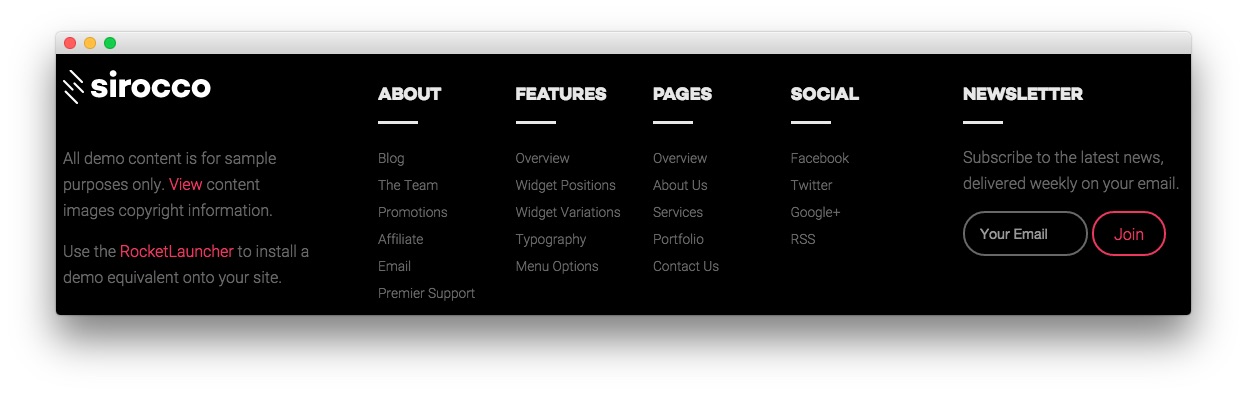 sirocco
All demo content is for sample
purposes only. View content
images copyright information.
Use the RocketLauncher to install a
demo equivalent onto your site.
ABOUT
Blog
The Team
Promotions
Affiliate
Email
Premier Support
FEATURES
Overview
Widget Positions
Widget Variations
Typography
Menu Options
PAGES
Overview
About Us
Services
Portfolio
Contact Us
SOCIAL
Facebook
Twitter
Google+
RSS
NEWSLETTER
Subscribe to the latest news,
delivered weekly on your email.
Your Email
Join